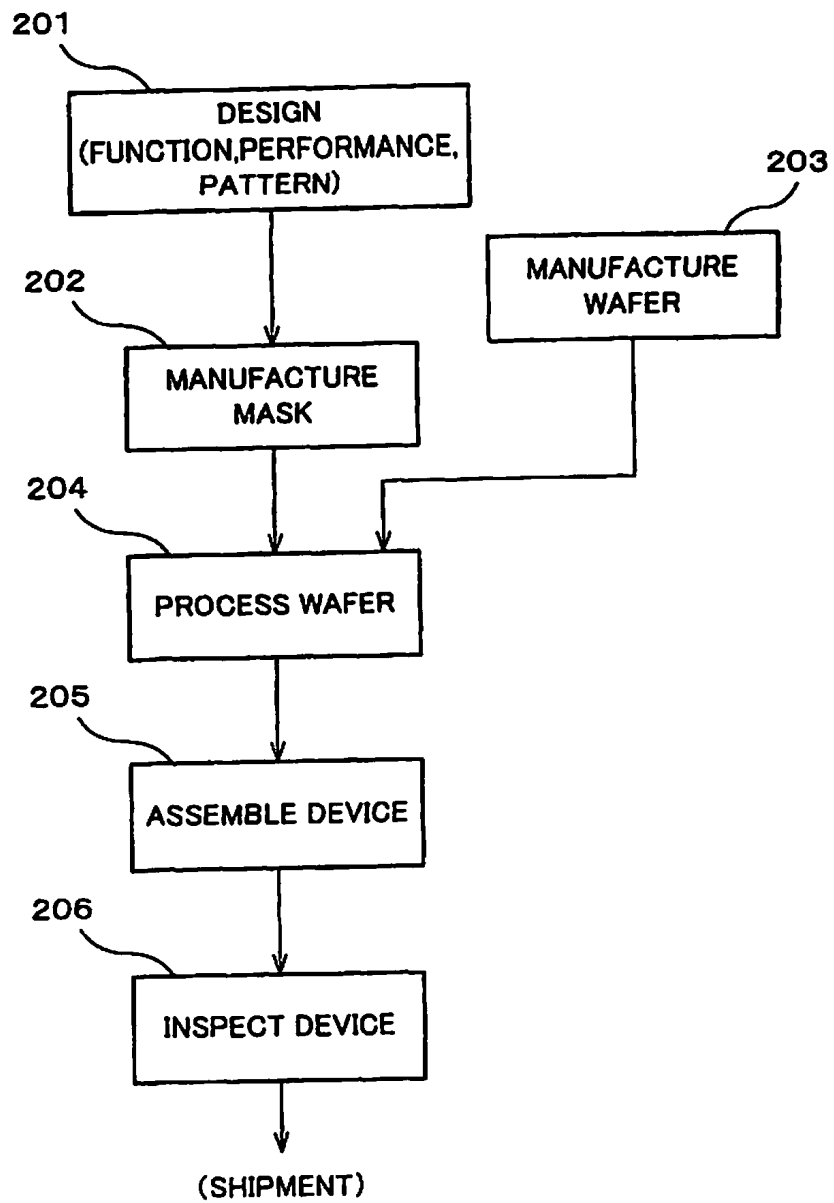 201
DESIGN
(FUNCTION,PERFORMANCE,
PATTERN)
203
MANUFACTURE
WAFER
202
MANUFACTURE
MASK
204
PROCESS WAFER
205
ASSEMBLE DEVICE
206
INSPECT DEVICE
(SHIPMENT)